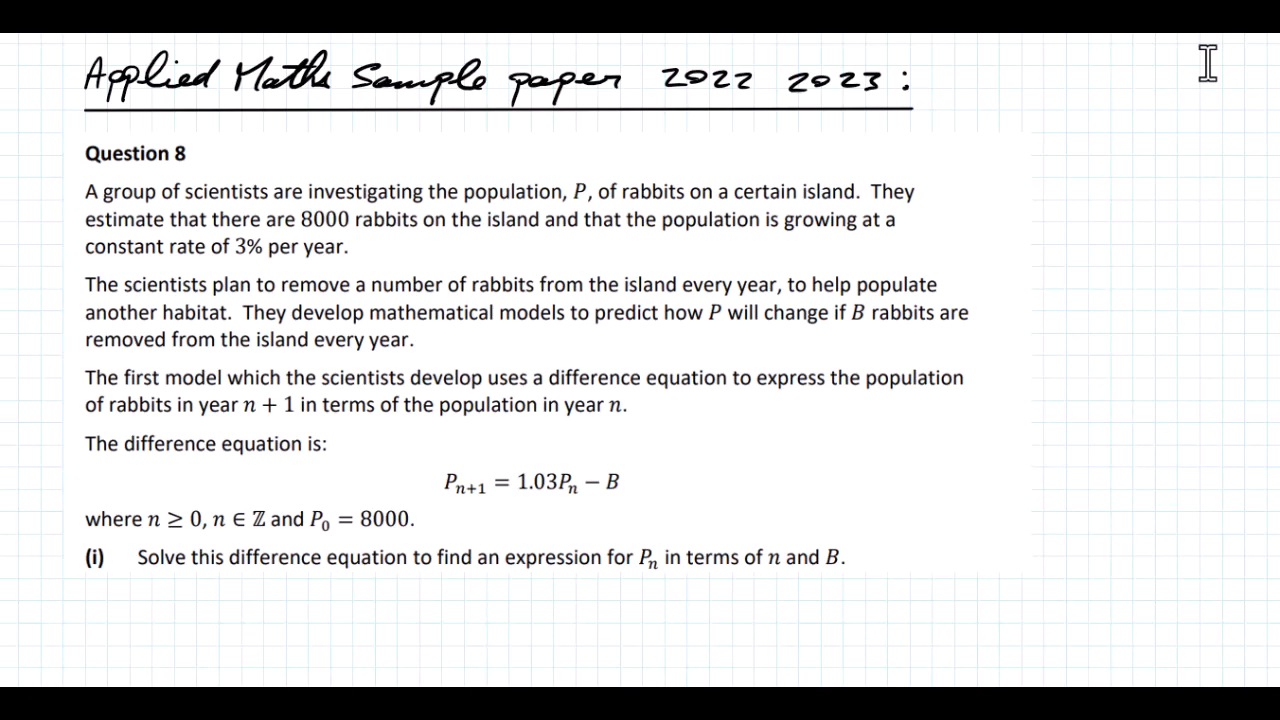 Applied Maths Sample paper 2022 2023 :
Question 8
A group of scientists are investigating the population, P, of rabbits on a certain island. They
estimate that there are 8000 rabbits on the island and that the population is growing at a
constant rate of 3% per year.
The scientists plan to remove a number of rabbits from the island every year, to help populate
another habitat. They develop mathematical models to predict how P will change if B rabbits are
removed from the island every year.
The first model which the scientists develop uses a difference equation to express the population
of rabbits in year n + 1 in terms of the population in year n.
The difference equation is:
Pₙ₊₁ = 1.03Pₙ − B
where n ≥ 0, n ∈ ℤ and P₀ = 8000.
(i) Solve this difference equation to find an expression for Pₙ in terms of n and B.